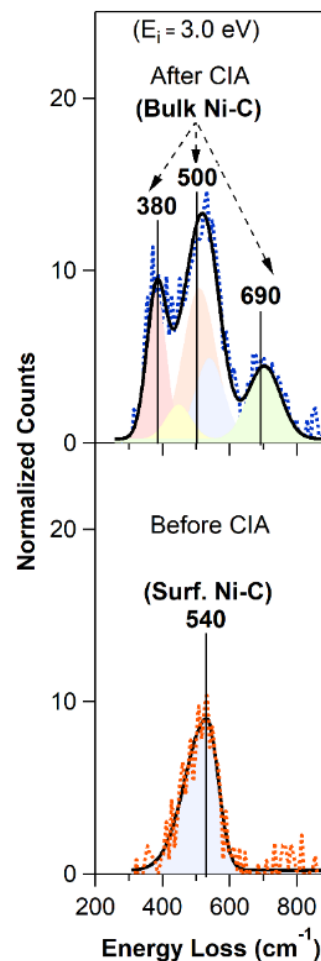 (Ei = 3.0 eV)
After CIA
(Bulk Ni-C)
500
380
690
20
10
0
Normalized Counts
Before CIA
(Surf. Ni-C)
540
20
10
0
200 400 600 800
Energy Loss (cm-1)